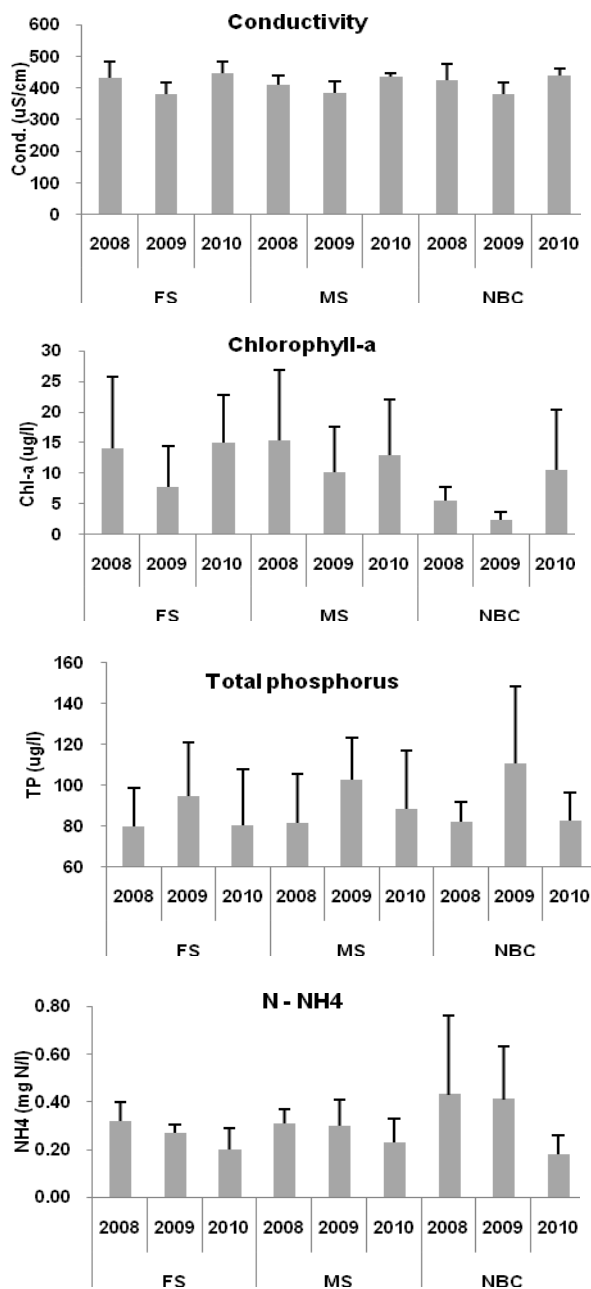 Conductivity
Cond. (uS/cm)
600
500
400
300
200
100
0
2008 2009 2010 2008 2009 2010 2008 2009 2010
FS MS NBC
Chlorophyll-a
Chl-a (ug/l)
30
25
20
15
10
5
0
2008 2009 2010 2008 2009 2010 2008 2009 2010
FS MS NBC
Total phosphorus
TP (ug/l)
160
140
120
100
80
60
2008 2009 2010 2008 2009 2010 2008 2009 2010
FS MS NBC
N - NH4
NH4 (mg N/l)
0.80
0.60
0.40
0.20
0.00
2008 2009 2010 2008 2009 2010 2008 2009 2010
FS MS NBC